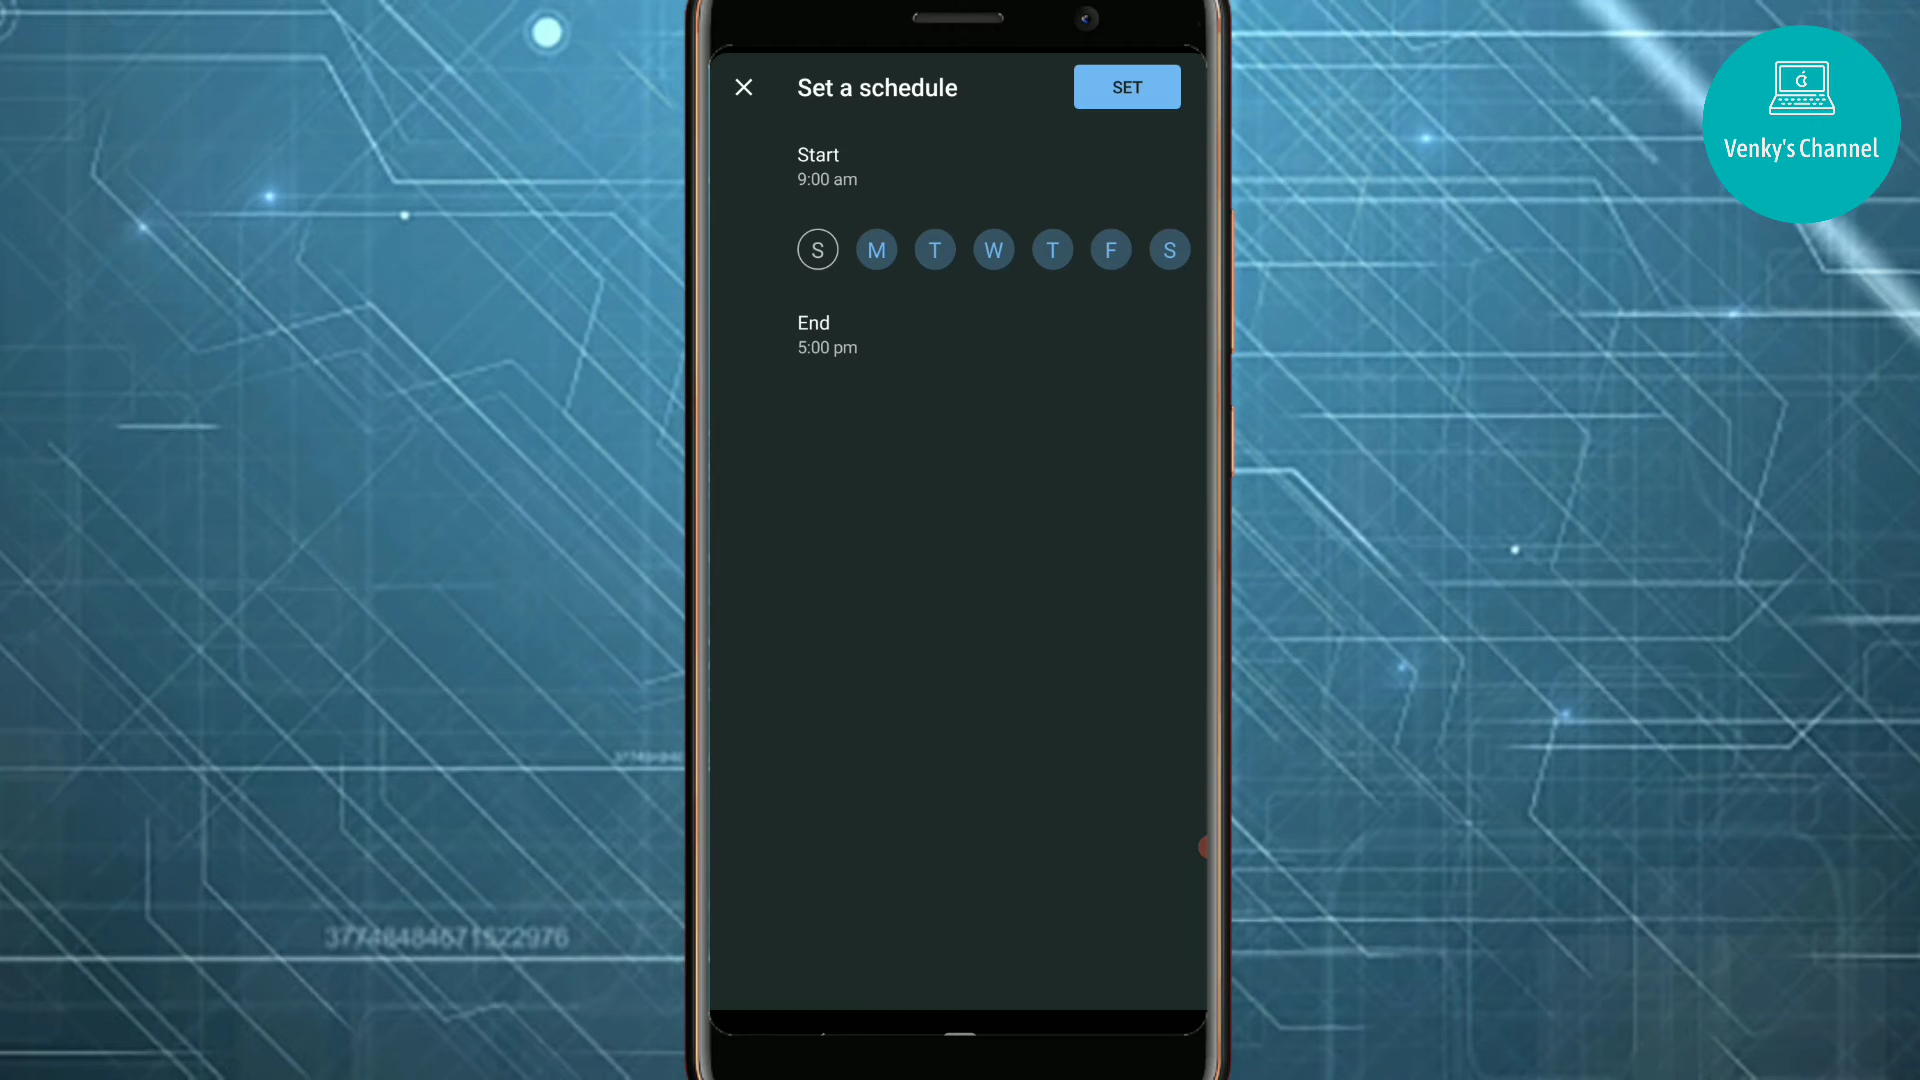 Set a schedule
SET
Start
9:00 am
S M T W T F S
End
5:00 pm
Venky's Channel